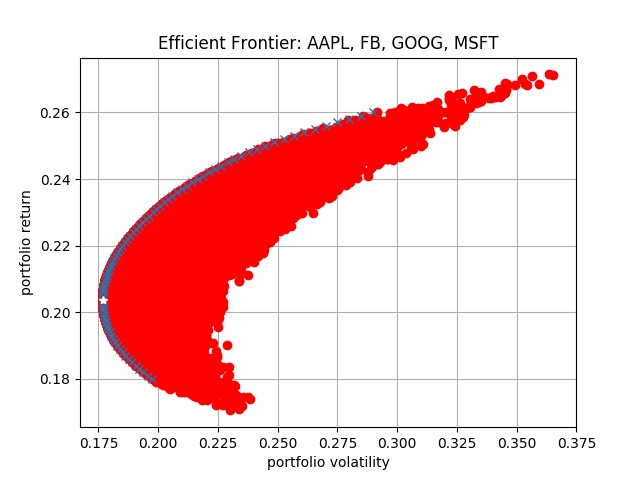 Efficient Frontier: AAPL, FB, GOOG, MSFT
portfolio return
0.26
0.24
0.22
0.20
0.18
0.175 0.200 0.225 0.250 0.275 0.300 0.325 0.350 0.375
portfolio volatility